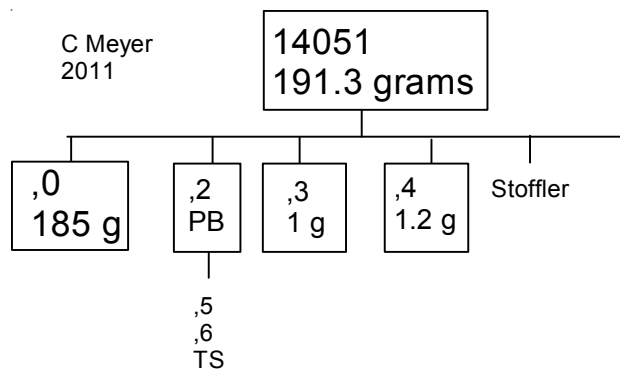 C Meyer
2011
14051
191.3 grams
,0
185 g
,2
PB
,3
1 g
,4
1.2 g
Stoffler
,5
,6
TS